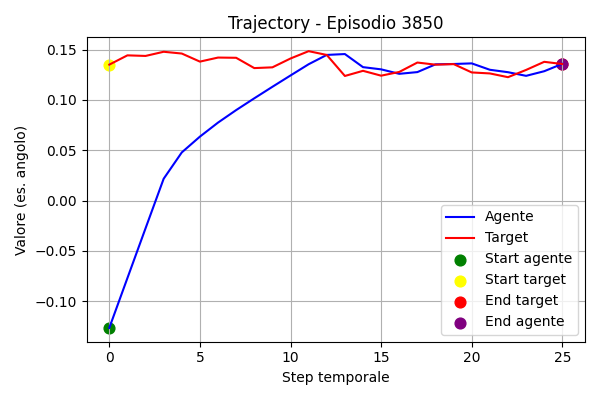 Trajectory - Episodio 3850
Valore (es. angolo)
0.15
0.10
0.05
0.00
−0.05
−0.10
0
5
10
15
20
25
Step temporale
Agente
Target
Start agente
Start target
End target
End agente